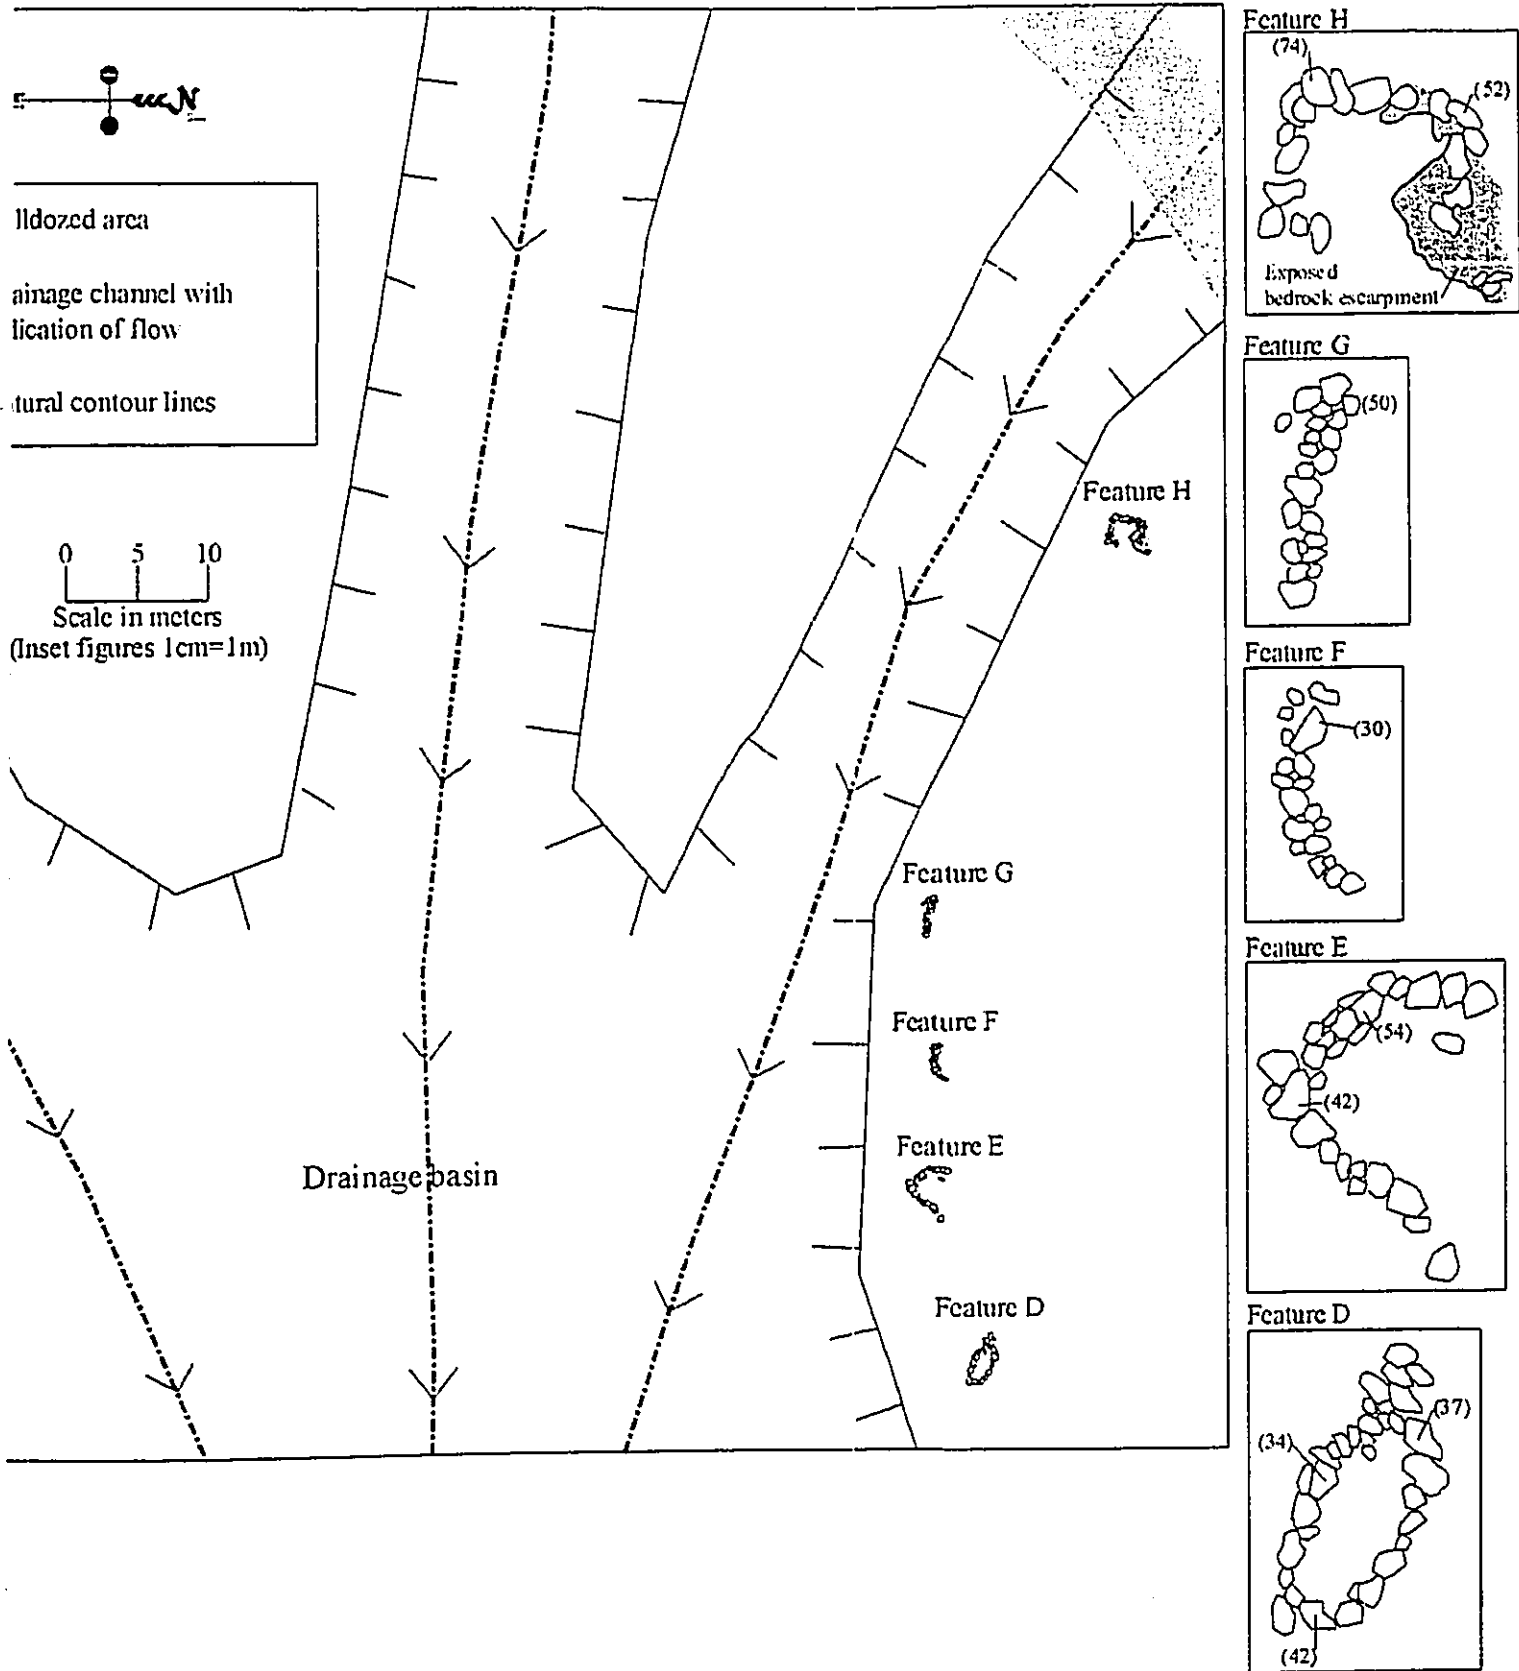 N
lldozed area
ainage channel with
lication of flow
tural contour lines
0 5 10
Scale in meters
(Inset figures 1cm=1m)
Drainage basin
Feature H
Feature G
Feature F
Feature E
Feature D
Feature H
(74)
(52)
Exposed
bedrock escarpment
Feature G
(50)
Feature F
(30)
Feature E
(54)
(42)
Feature D
(37)
(34)
(42)